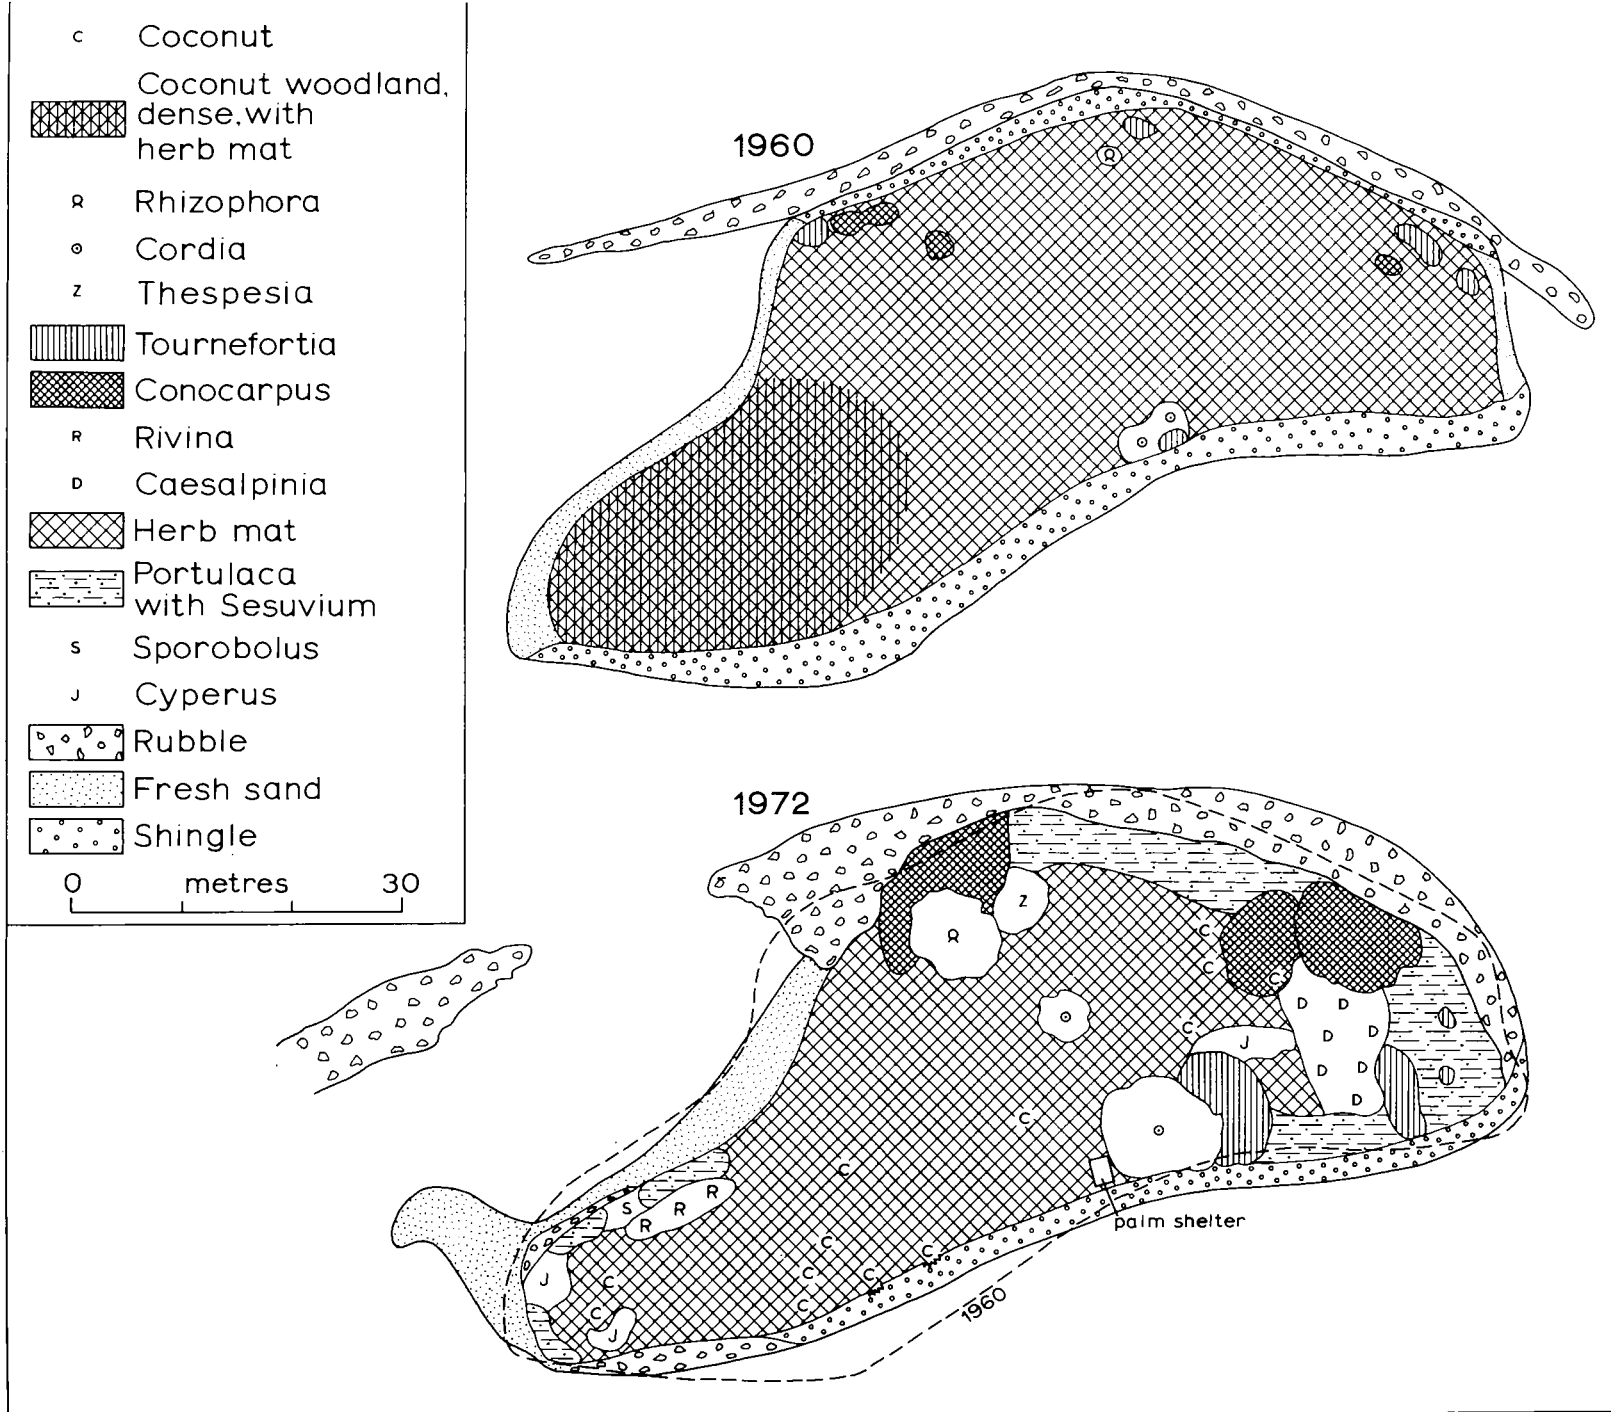 C Coconut
Coconut woodland,
dense, with
herb mat
R Rhizophora
Cordia
Z Thespesia
Tournefortia
Conocarpus
R Rivina
D Caesalpinia
Herb mat
Portulaca
with Sesuvium
S Sporobolus
J Cyperus
Rubble
Fresh sand
Shingle
0 metres 30
1960
R
1972
Z
R
C
C
C
D D
C
J
D D
D D
D
C
C
palm shelter
R
S R
R
C
C
C C
J
C
C
C
J
1960